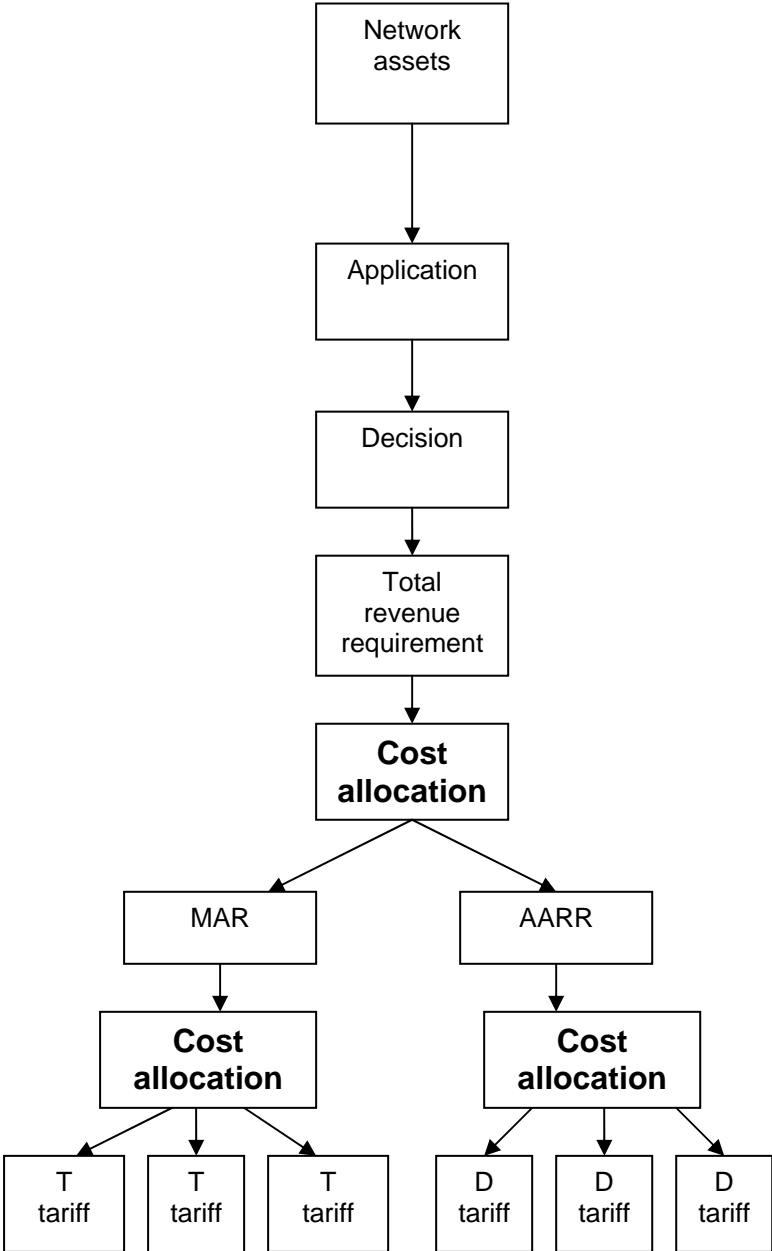 Network
assets
Application
Decision
Total
revenue
requirement
Cost
allocation
MAR
AARR
Cost
allocation
Cost
allocation
T
tariff
T
tariff
T
tariff
D
tariff
D
tariff
D
tariff